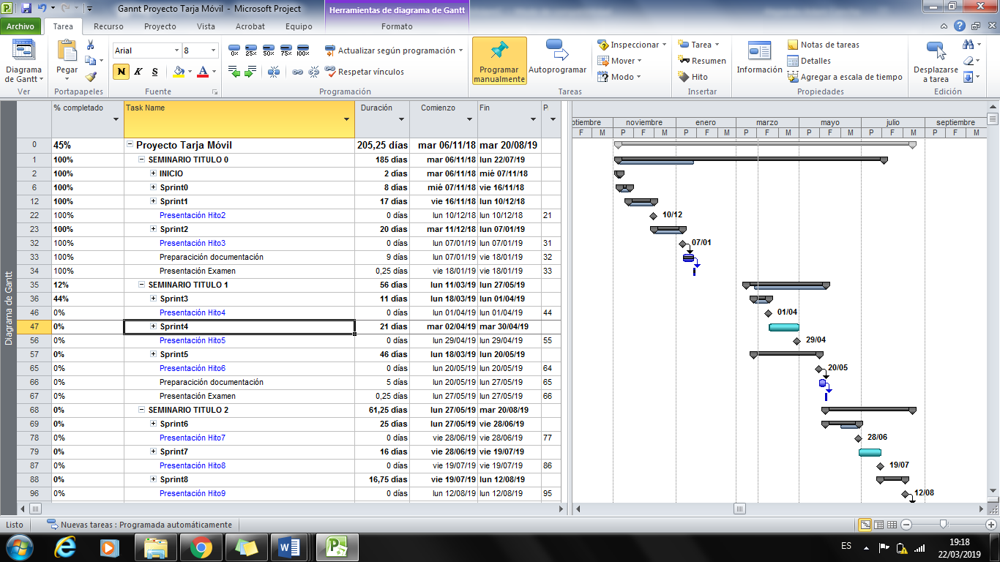 Gannt Proyecto Tarja Móvil - Microsoft Project
Herramientas de diagrama de Gantt
Archivo Tarea Recurso Proyecto Vista Acrobat Equipo Formato
Diagrama de Gantt
Ver
Pegar
Portapapeles
Arial 8
N K S
Fuente
0% 25% 50% 75% 100%
Actualizar según programación
Respetar vínculos
Programación
Programar manualmente
Autoprogramar
Inspeccionar
Mover
Modo
Tareas
Tarea
Resumen
Hito
Insertar
Información
Notas de tareas
Detalles
Agregar a escala de tiempo
Propiedades
Desplazarse a tarea
Edición
Diagrama de Gantt
% completado Task Name Duración Comienzo Fin P
otiembre noviembre enero marzo mayo julio septiembre
F M P F M P F M P F M P F M P F M P F M
0 45% Proyecto Tarja Móvil 205,25 días mar 06/11/18 mar 20/08/19
1 100% SEMINARIO TITULO 0 185 días mar 06/11/18 lun 22/07/19
2 100% INICIO 2 días mar 06/11/18 mié 07/11/18
6 100% Sprint0 8 días mié 07/11/18 vie 16/11/18
12 100% Sprint1 17 días vie 16/11/18 lun 10/12/18
22 100% Presentación Hito2 0 días lun 10/12/18 lun 10/12/18 21 10/12
23 100% Sprint2 20 días mar 11/12/18 lun 07/01/19
32 100% Presentación Hito3 0 días lun 07/01/19 lun 07/01/19 31 07/01
33 100% Preparacición documentación 9 días lun 07/01/19 vie 18/01/19 32
34 100% Presentación Examen 0,25 días vie 18/01/19 vie 18/01/19 33
35 12% SEMINARIO TITULO 1 56 días lun 11/03/19 lun 27/05/19
36 44% Sprint3 11 días lun 18/03/19 lun 01/04/19
46 0% Presentación Hito4 0 días lun 01/04/19 lun 01/04/19 44 01/04
47 0% Sprint4 21 días mar 02/04/19 mar 30/04/19
56 0% Presentación Hito5 0 días lun 29/04/19 lun 29/04/19 55 29/04
57 0% Sprint5 46 días lun 18/03/19 lun 20/05/19
65 0% Presentación Hito6 0 días lun 20/05/19 lun 20/05/19 64 20/05
66 0% Preparacición documentación 5 días lun 20/05/19 lun 27/05/19 65
67 0% Presentación Examen 0,25 días lun 27/05/19 lun 27/05/19 66
68 0% SEMINARIO TITULO 2 61,25 días lun 27/05/19 mar 20/08/19
69 0% Sprint6 25 días lun 27/05/19 vie 28/06/19
78 0% Presentación Hito7 0 días vie 28/06/19 vie 28/06/19 77 28/06
79 0% Sprint7 16 días vie 28/06/19 vie 19/07/19
87 0% Presentación Hito8 0 días vie 19/07/19 vie 19/07/19 86 19/07
88 0% Sprint8 16,75 días vie 19/07/19 lun 12/08/19
96 0% Presentación Hito9 0 días lun 12/08/19 lun 12/08/19 95 12/08
Listo Nuevas tareas : Programada automáticamente
ES 19:18
22/03/2019